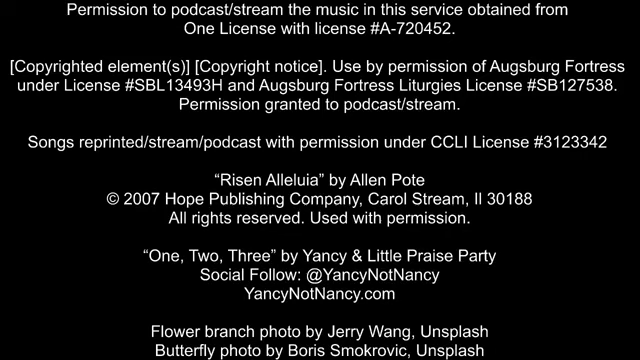 Permission to podcast/stream the music in this service obtained from
One License with license #A-720452.
[Copyrighted element(s)] [Copyright notice]. Use by permission of Augsburg Fortress
under License #SBL13493H and Augsburg Fortress Liturgies License #SB127538.
Permission granted to podcast/stream.
Songs reprinted/stream/podcast with permission under CCLI License #3123342
“Risen Alleluia” by Allen Pote
© 2007 Hope Publishing Company, Carol Stream, Il 30188
All rights reserved. Used with permission.
“One, Two, Three” by Yancy & Little Praise Party
Social Follow: @YancyNotNancy
YancyNotNancy.com
Flower branch photo by Jerry Wang, Unsplash
Butterfly photo by Boris Smokrovic, Unsplash